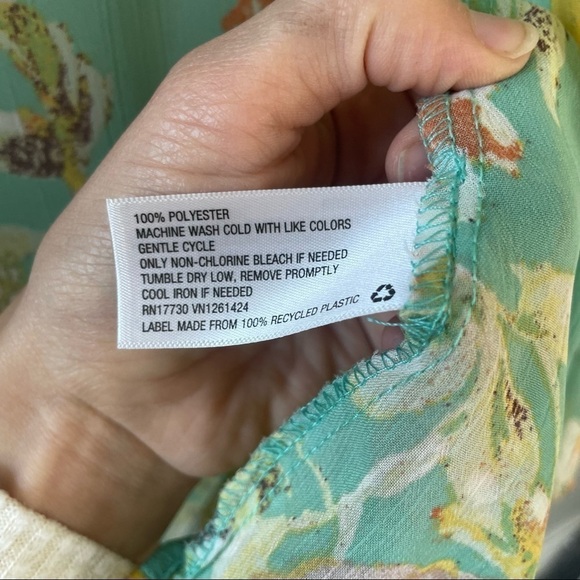 100% POLYESTER
MACHINE WASH COLD WITH LIKE COLORS
GENTLE CYCLE
ONLY NON-CHLORINE BLEACH IF NEEDED
TUMBLE DRY LOW, REMOVE PROMPTLY
COOL IRON IF NEEDED
RN17730 VN1261424
LABEL MADE FROM 100% RECYCLED PLASTIC